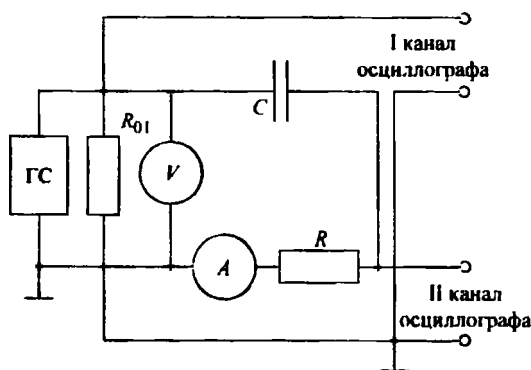 I канал
осциллографа
C
R01
ГС
V
R
A
II канал
осциллографа